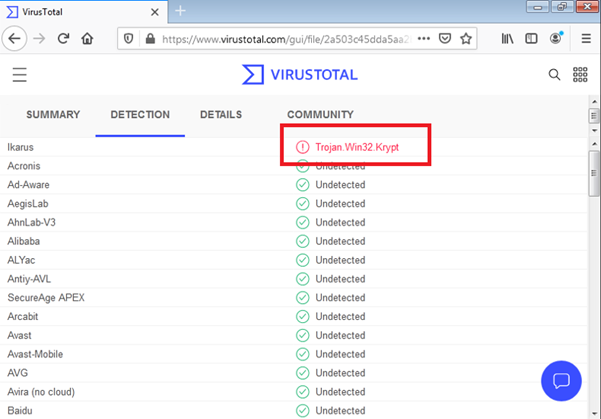 VirusTotal
https://www.virustotal.com/gui/file/2a503c45dda5aa2
VIRUSTOTAL
SUMMARY DETECTION DETAILS COMMUNITY
Ikarus Trojan.Win32.Krypt
Acronis Undetected
Ad-Aware Undetected
AegisLab Undetected
AhnLab-V3 Undetected
Alibaba Undetected
ALYac Undetected
Antiy-AVL Undetected
SecureAge APEX Undetected
Arcabit Undetected
Avast Undetected
Avast-Mobile Undetected
AVG Undetected
Avira (no cloud) Undetected
Baidu Undetected